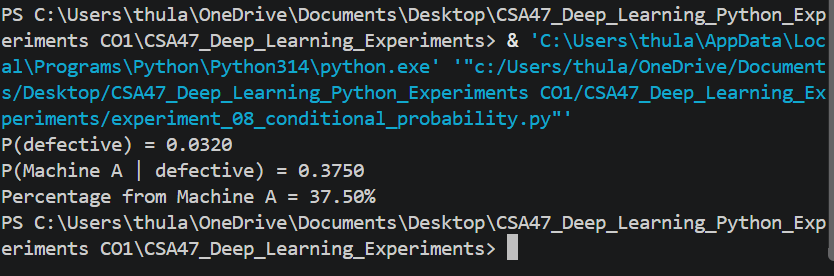 PS C:\Users\thula\OneDrive\Documents\Desktop\CSA47_Deep_Learning_Python_Exp
eriments CO1\CSA47_Deep_Learning_Experiments> & 'C:\Users\thula\AppData\Loc
al\Programs\Python\Python314\python.exe' '"c:/Users/thula/OneDrive/Document
s/Desktop/CSA47_Deep_Learning_Python_Experiments CO1/CSA47_Deep_Learning_Ex
periments/experiment_08_conditional_probability.py"'
P(defective) = 0.0320
P(Machine A | defective) = 0.3750
Percentage from Machine A = 37.50%
PS C:\Users\thula\OneDrive\Documents\Desktop\CSA47_Deep_Learning_Python_Exp
eriments CO1\CSA47_Deep_Learning_Experiments>